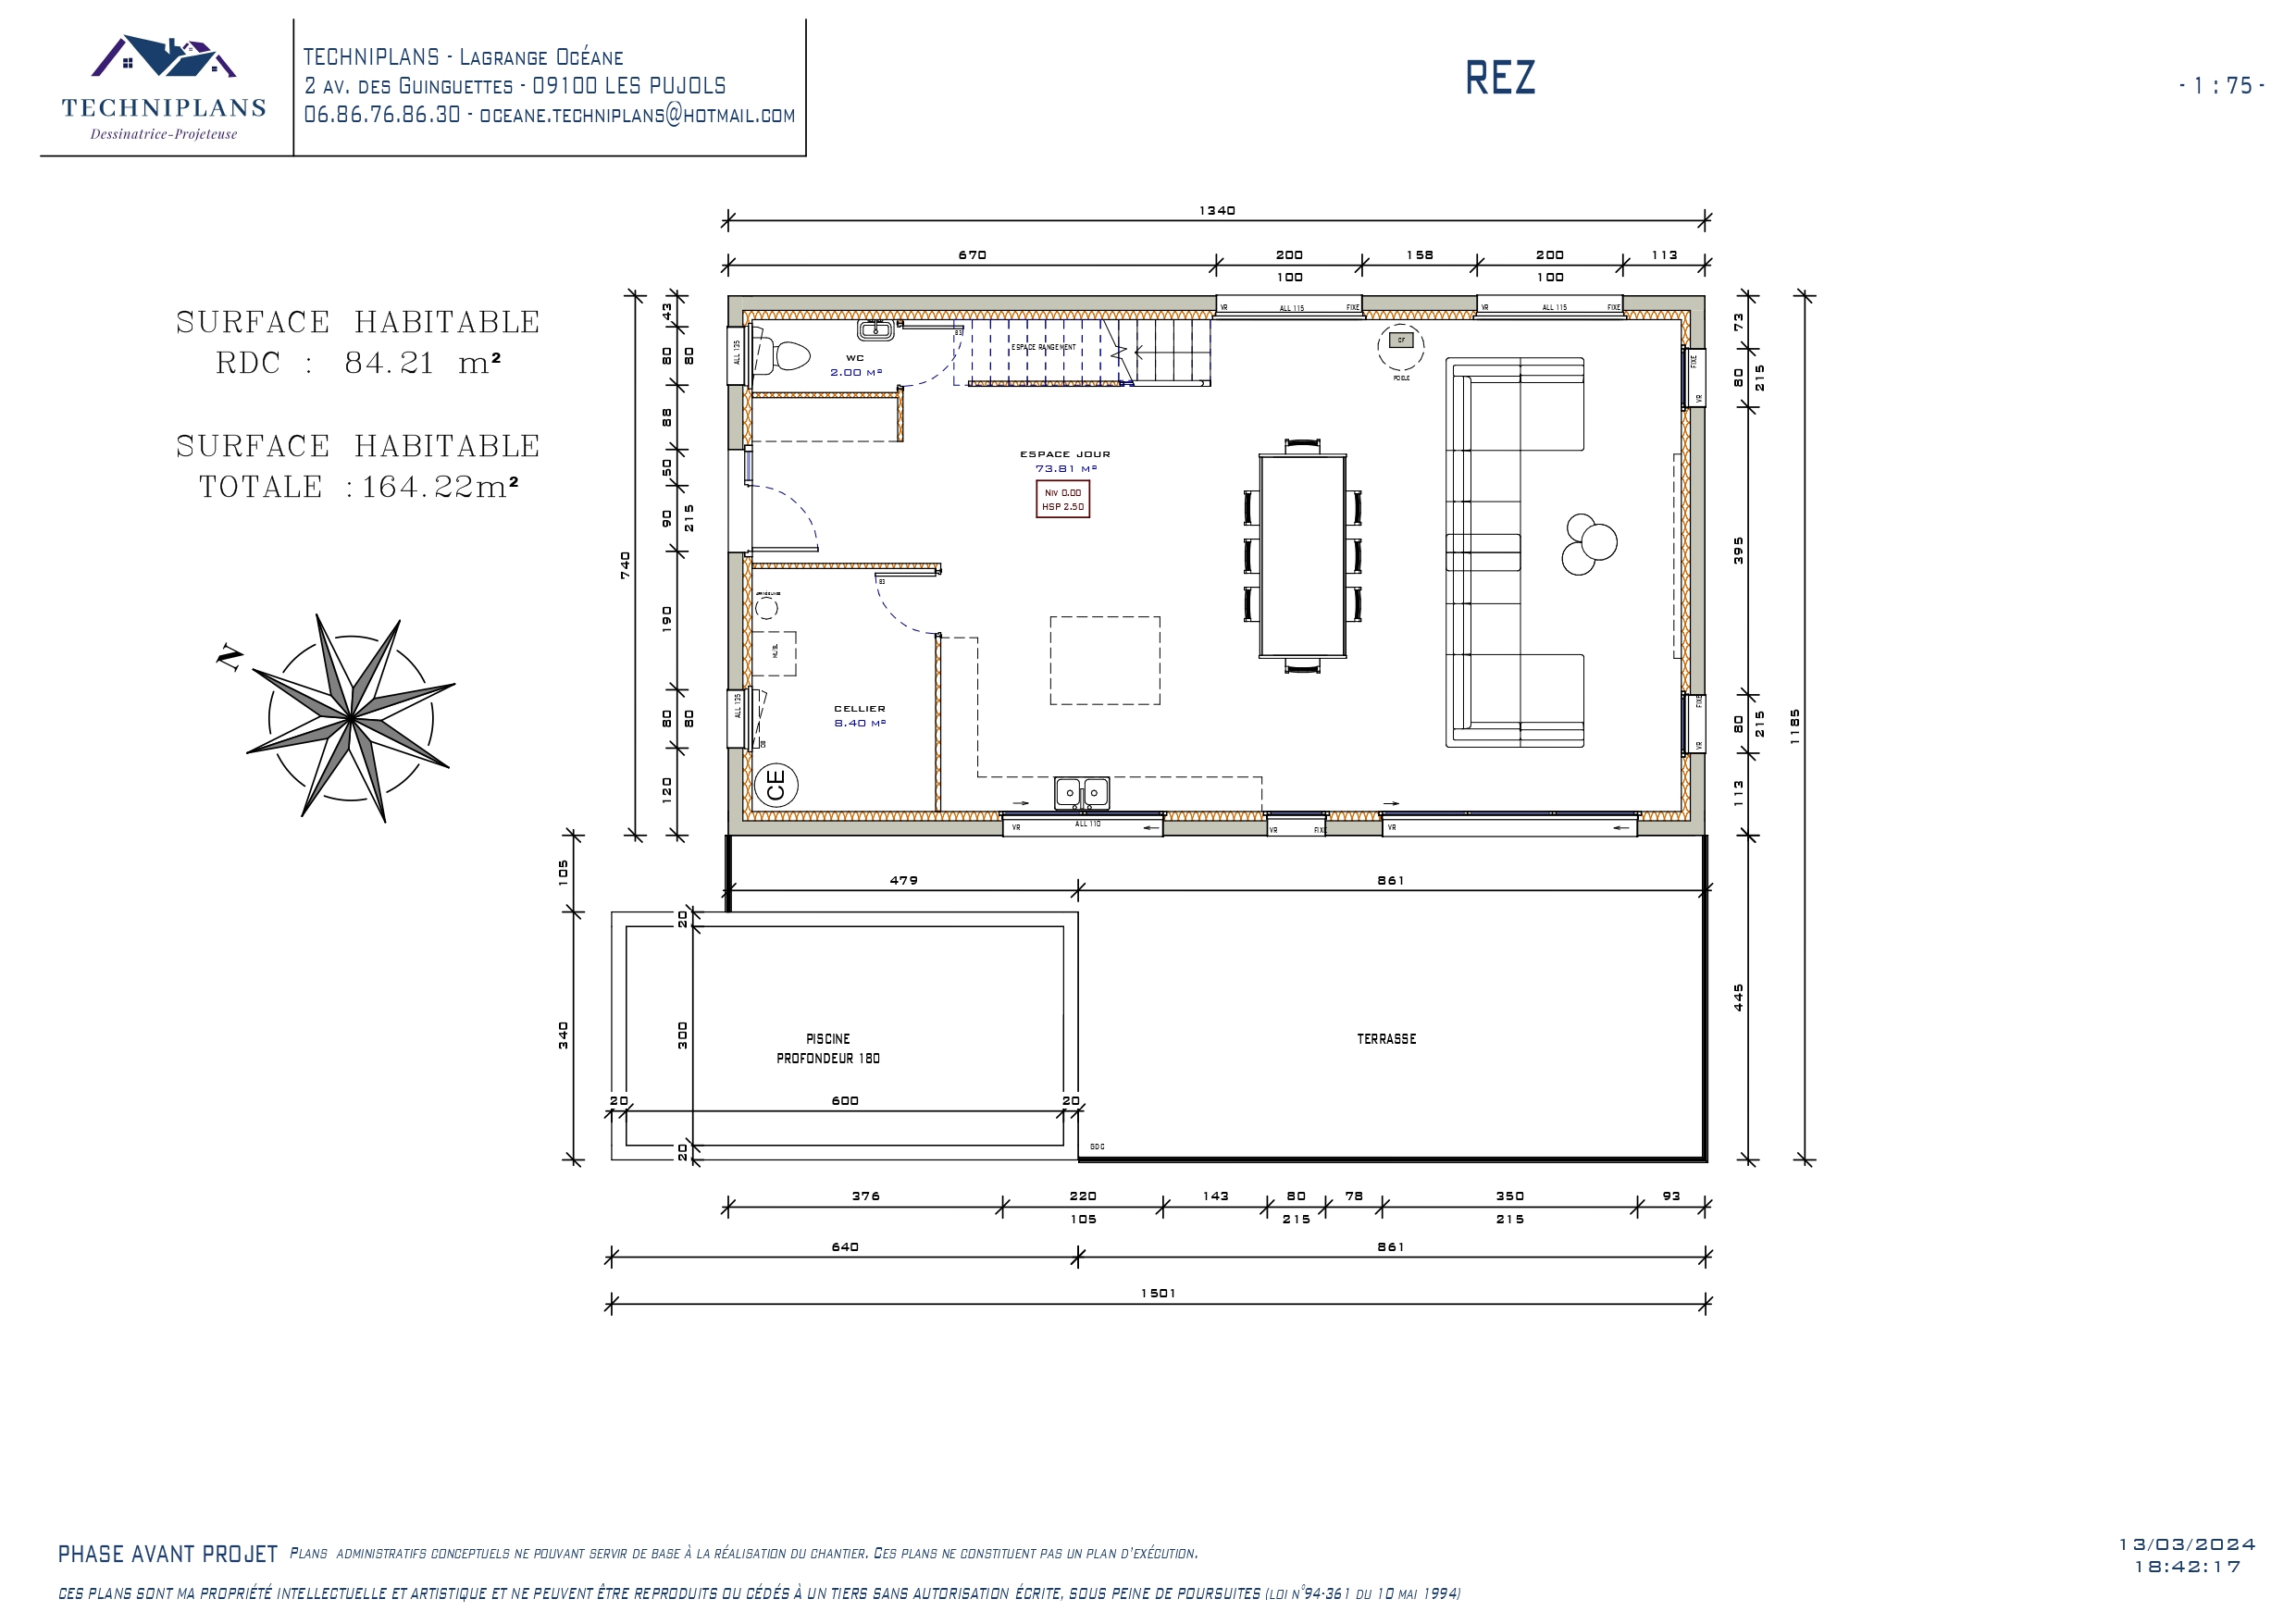 TECHNIPLANS
Dessinatrice-Projeteuse
TECHNIPLANS - Lagrange Océane
2 av. des Guinguettes - 09100 LES PUJOLS
06.86.76.86.30 - oceane.techniplans@hotmail.com
REZ
- 1 : 75 -
SURFACE HABITABLE
RDC : 84.21 m²
SURFACE HABITABLE
TOTALE :164.22m²
N
1340
670 200 158 200 113
100 100
VR ALL 115 FIXE VR ALL 115 FIXE
740
43 80 88 50 90 190 80 120
80 215 80
ALL 135
WC
2.00 M²
83
ESPACE RANGEMENT
CF
POELE
ESPACE JOUR
73.81 M²
Niv 0.00
HSP 2.50
83
CELLIER
8.40 M²
ALL 135
CE
FIXE VR
FIXE VR
73 80 395 80 113
215 215
1185
445
VR ALL 110 VR FIXE VR
479 861
105
340
20 300 20
PISCINE
PROFONDEUR 180
TERRASSE
20 600 20
GDC
376 220 143 80 78 350 93
105 215 215
640 861
1501
PHASE AVANT PROJET Plans administratifs conceptuels ne pouvant servir de base à la réalisation du chantier. Ces plans ne constituent pas un plan d'exécution.
CES PLANS SONT MA PROPRIÉTÉ INTELLECTUELLE ET ARTISTIQUE ET NE PEUVENT ÊTRE REPRODUITS OU CÉDÉS À UN TIERS SANS AUTORISATION ÉCRITE, SOUS PEINE DE POURSUITES (loi n°94-361 du 10 mai 1994)
13/03/2024
18:42:17